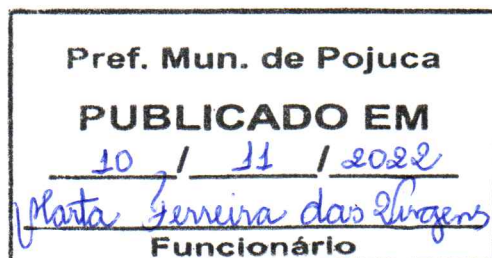 Pref. Mun. de Pojuca
PUBLICADO EM
10 / 11 / 2022
Marta Ferreira das Virgens
Funcionário